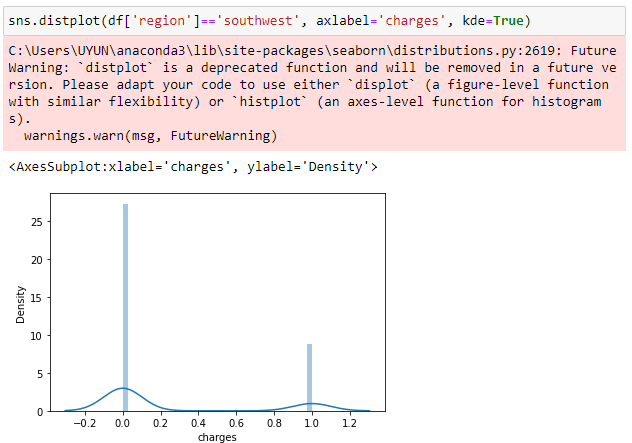 sns.distplot(df['region']=='southwest', axlabel='charges', kde=True)
C:\Users\UYUN\anaconda3\lib\site-packages\seaborn\distributions.py:2619: Future
Warning: `distplot` is a deprecated function and will be removed in a future ve
rsion. Please adapt your code to use either `displot` (a figure-level function
with similar flexibility) or `histplot` (an axes-level function for histogram
s).
warnings.warn(msg, FutureWarning)
<AxesSubplot:xlabel='charges', ylabel='Density'>
25
20
15
10
5
0
Density
−0.2 0.0 0.2 0.4 0.6 0.8 1.0 1.2
charges